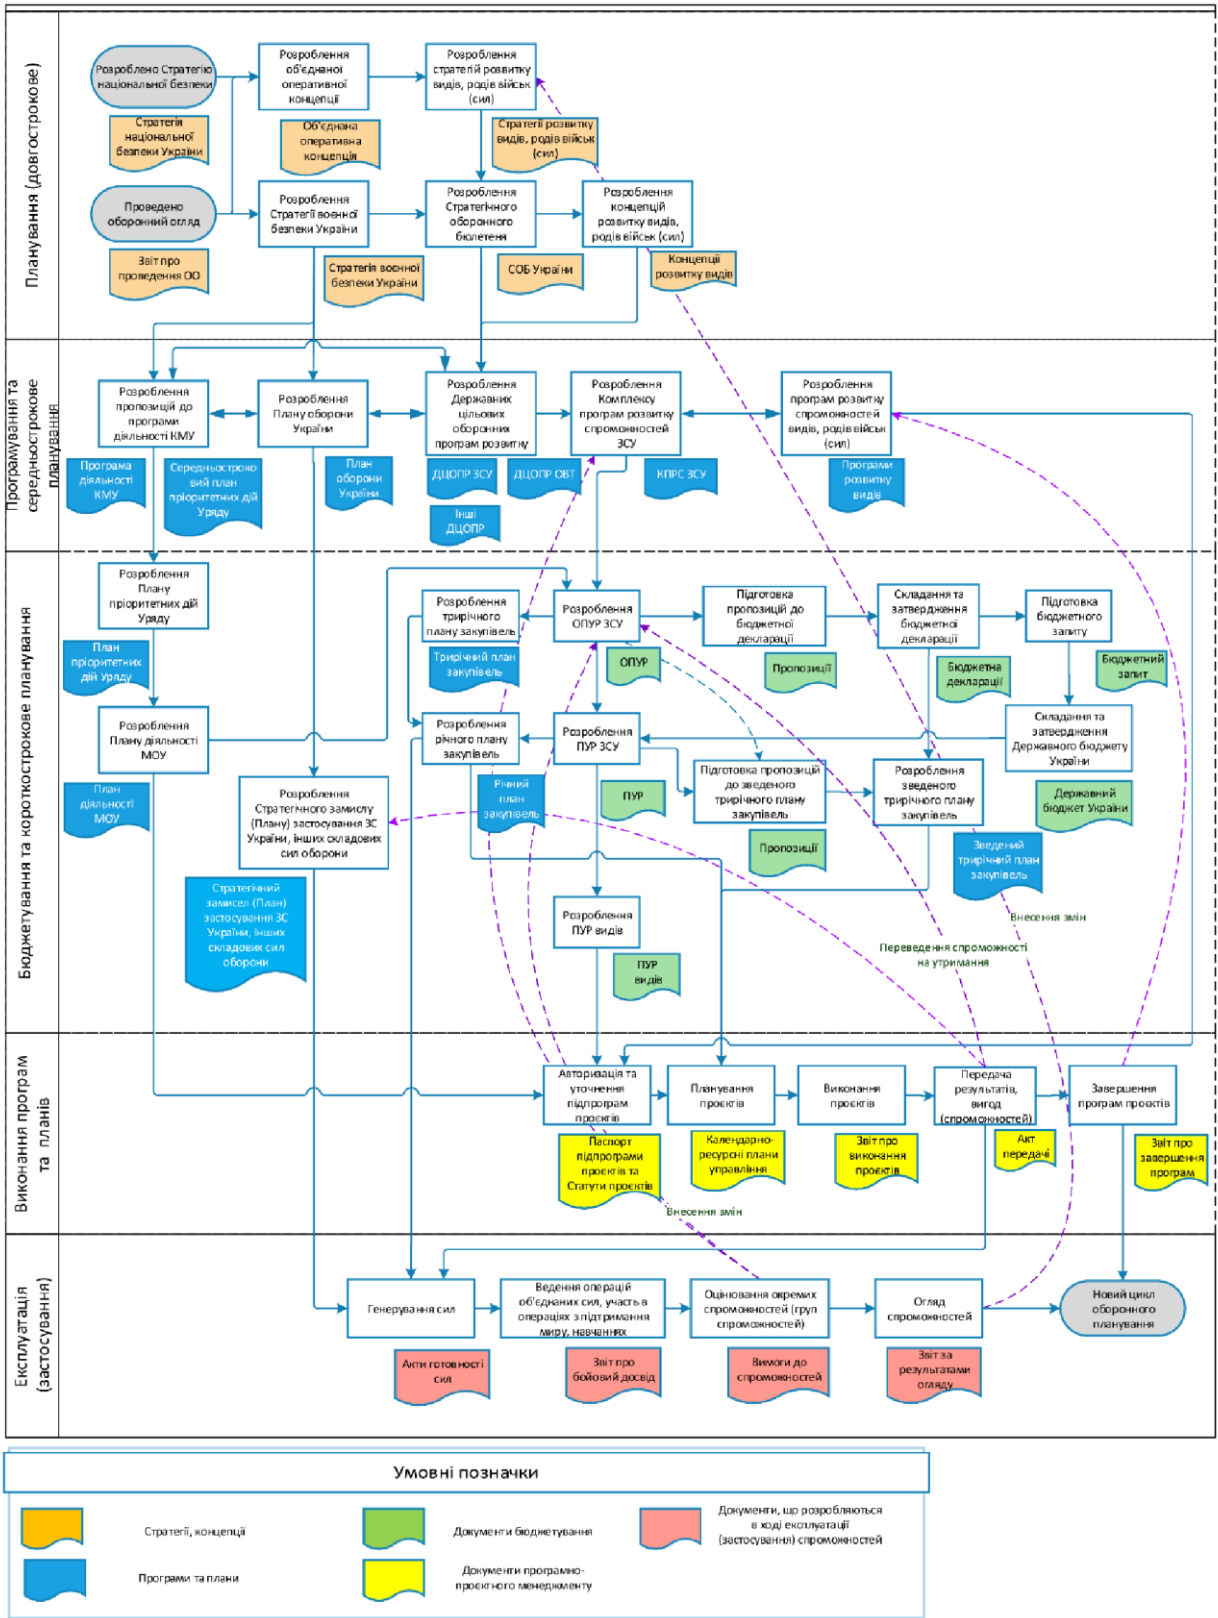 Планування (довгострокове)
Розроблено Стратегію
національної безпеки
Розроблення
об'єднаної
оперативної
концепції
Розроблення
стратегій розвитку
видів, родів військ
(сил)
Стратегія
національної
безпеки України
Об'єднана
оперативна
концепція
Стратегії розвитку
видів, родів військ
(сил)
Проведено
оборонний огляд
Розроблення
Стратегії воєнної
безпеки України
Розроблення
Стратегічного
оборонного
бюлетеня
Розроблення
концепцій
розвитку видів,
родів військ (сил)
Звіт про
проведення ОО
Стратегія воєнної
безпеки України
СОБ України
Концепції
розвитку видів
Програмування та
середньострокове
планування
Розроблення
пропозицій до
програми
діяльності КМУ
Розроблення
Плану оборони
України
Розроблення
Державних
цільових
оборонних
програм розвитку
Розроблення
Комплексу
програм розвитку
спроможностей
ЗСУ
Розроблення
програм розвитку
спроможностей
видів, родів військ
(сил)
Програма
діяльності
КМУ
Середньостроко
вий план
пріоритетних дій
Уряду
План
оборони
України
ДЦОПР ЗСУ
ДЦОПР ОВТ
Інші
ДЦОПР
КПРС ЗСУ
Програми
розвитку
видів
Бюджетування та короткострокове планування
Розроблення
Плану
пріоритетних дій
Уряду
Розроблення
трирічного
плану закупівель
Розроблення
ОПУР ЗСУ
Підготовка
пропозицій до
бюджетної
декларації
Складання та
затвердження
бюджетної
декларації
Підготовка
бюджетного
запиту
План
пріоритетних
дій Уряду
Трирічний план
закупівель
ОПУР
Пропозиції
Бюджетна
декларації
Бюджетний
запит
Розроблення
Плану діяльності
МОУ
Розроблення
річного плану
закупівель
Розроблення
ПУР ЗСУ
Складання та
затвердження
Державного бюджету
України
План
діяльності
МОУ
Розроблення
Стратегічного замислу
(Плану) застосування ЗС
України, інших складових
сил оборони
Річний
план
закупівель
ПУР
Підготовка пропозицій
до зведеного
трирічного плану
закупівель
Розроблення
зведеного
трирічного плану
закупівель
Державний
бюджет України
Пропозиції
Зведений
трирічний план
закупівель
Стратегічний
замисел (План)
застосування ЗС
України, інших
складових сил
оборони
Розроблення
ПУР видів
ПУР
видів
Внесення змін
Переведення спроможності
на утримання
Виконання програм
та планів
Авторизація та
уточнення
підпрограм
проєктів
Планування
проєктів
Виконання
проєктів
Передача
результатів,
вигод
(спроможностей)
Завершення
програм проєктів
Паспорт
підпрограми
проєктів та
Статути проєктів
Календарно-
ресурсні плани
управління
Звіт про
виконання
проєктів
Акт
передачі
Звіт про
завершення
програм
Внесення змін
Експлуатація
(застосування)
Генерування сил
Ведення операцій
об'єднаних сил, участь в
операціях з підтримання
миру, навчаннях
Оцінювання окремих
спроможностей (груп
спроможностей)
Огляд
спроможностей
Новий цикл
оборонного
планування
Акти готовності
сил
Звіт про
бойовий досвід
Вимоги до
спроможностей
Звіт за
результатами
огляду
Умовні позначки
Стратегії, концепції
Документи бюджетування
Документи, що розробляються
в ході експлуатації
(застосування) спроможностей
Програми та плани
Документи програмно-
проєктного менеджменту